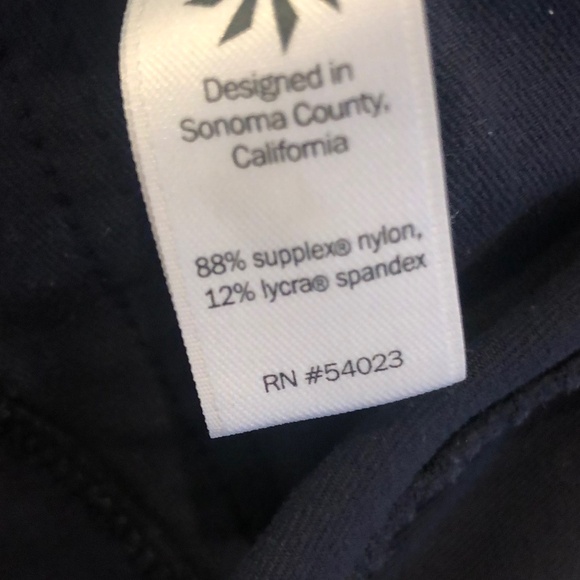 Designed in
Sonoma County,
California
88% supplex® nylon,
12% lycra® spandex
RN #54023